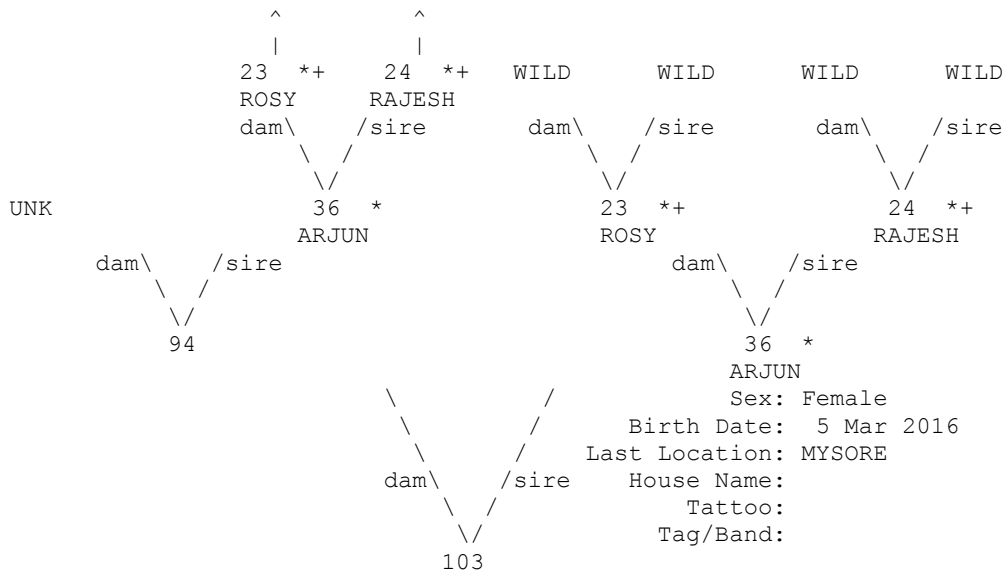 ^ ^
| |
23 *+ 24 *+ WILD WILD WILD WILD
ROSY RAJESH
dam\ /sire dam\ /sire dam\ /sire
\ / \ / \ /
\/ \/ \/
UNK 36 * 23 *+ 24 *+
ARJUN ROSY RAJESH
dam\ /sire dam\ /sire
\ / \ /
\/ \/
94 36 *
ARJUN
\ / Sex: Female
\ / Birth Date: 5 Mar 2016
\ / Last Location: MYSORE
dam\ /sire House Name:
\ / Tattoo:
\/ Tag/Band:
103